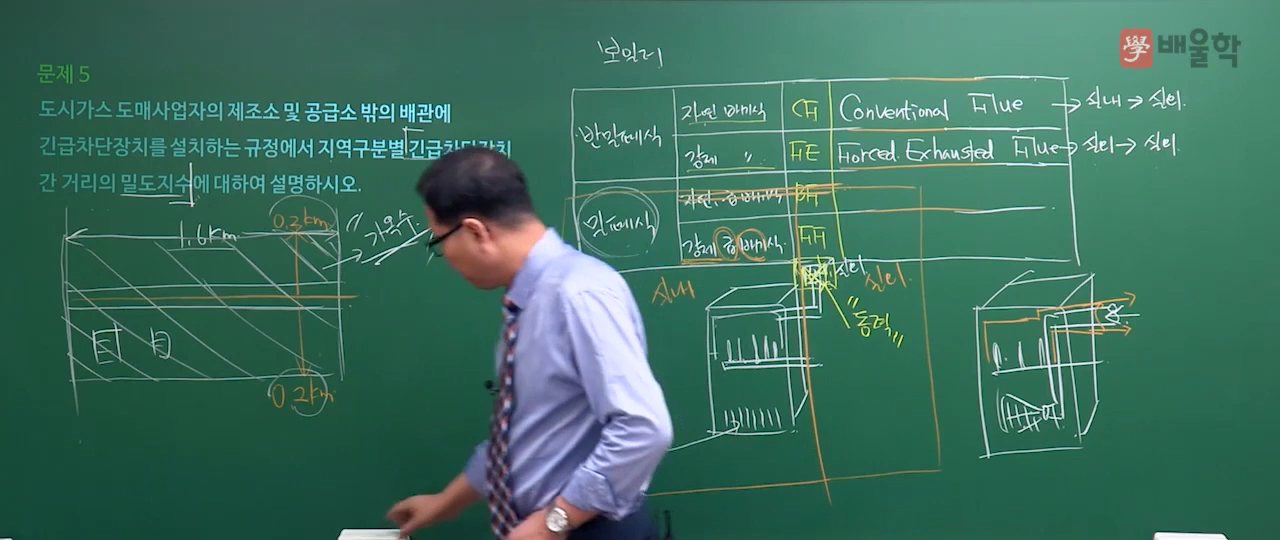 學 배울학
문제 5
도시가스 도매사업자의 제조소 및 공급소 밖의 배관에
긴급차단장치를 설치하는 규정에서 지역구분별 긴급차단장치
간 거리의 밀도지수에 대하여 설명하시오.
1.6km
0.2km
"가옥수
0.2km
보일러
반밀폐식
자연 배기식
CF
Conventional Flue → 실내 → 실외.
강제 〃
FE
Forced Exhausted Flue → 실외 → 실외.
밀폐식
자연 급배기식
BF
강제 급배기식.
FF
실내
실외
실외
"동력"